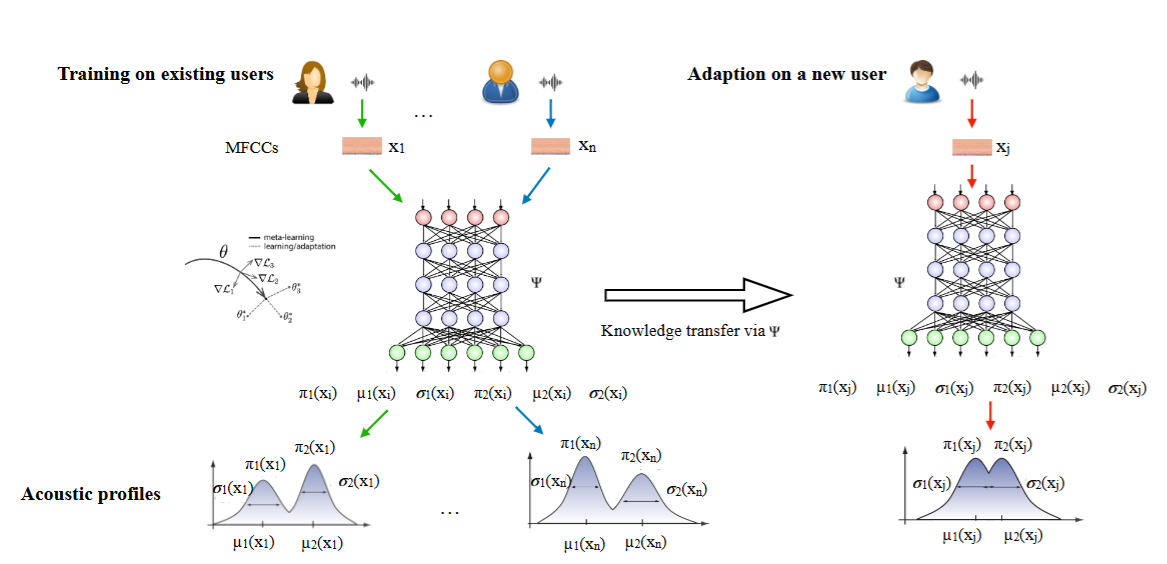 Training on existing users
Adaption on a new user
...
MFCCs
x1
xn
xj
meta-learning
learning/adaptation
θ
∇ℒ3
∇ℒ2
∇ℒ1
θ*3
θ*1
θ*2
Ψ
Ψ
Knowledge transfer via Ψ
π1(xi) μ1(xi) σ1(xi) π2(xi) μ2(xi) σ2(xi)
π1(xj) μ1(xj) σ1(xj) π2(xj) μ2(xj) σ2(xj)
Acoustic profiles
π2(x1)
π1(x1)
σ1(x1)
σ2(x1)
μ1(x1) μ2(x1)
...
π1(xn)
π2(xn)
σ1(xn)
σ2(xn)
μ1(xn) μ2(xn)
π1(xj) π2(xj)
σ1(xj) σ2(xj)
μ1(xj) μ2(xj)